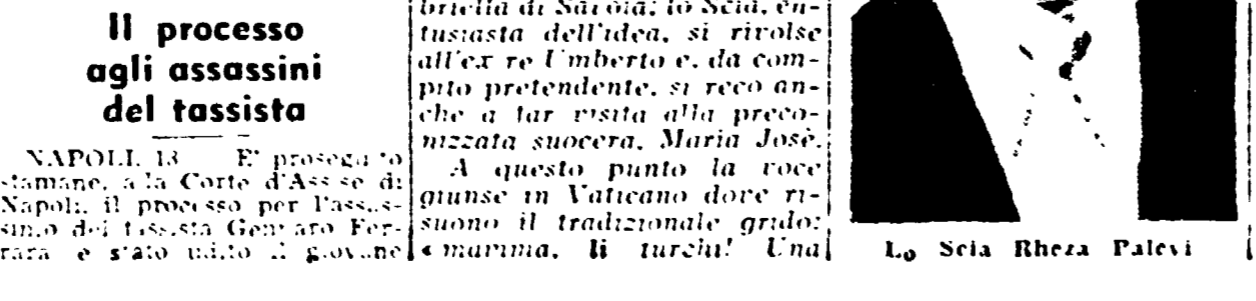 Il processo
agli assassini
del tassista
NAPOLI, 13 E' proseguito
stamane, alla Corte d'Assise di
Napoli, il processo per l'assas-
sinio del tassista Gennaro Fer-
rara e stato udito il giovane
briella di Savoia; lo Scià, en-
tusiasta dell'idea, si rivolse
all'ex re Umberto e, da com-
pito pretendente, si recò an-
che a far visita alla preco-
nizzata suocera, Maria Josè.
A questo punto la voce
giunse in Vaticano dove ri-
suonò il tradizionale grido:
« mamma, li turchi! Una
Lo Scia Rheza Palevi